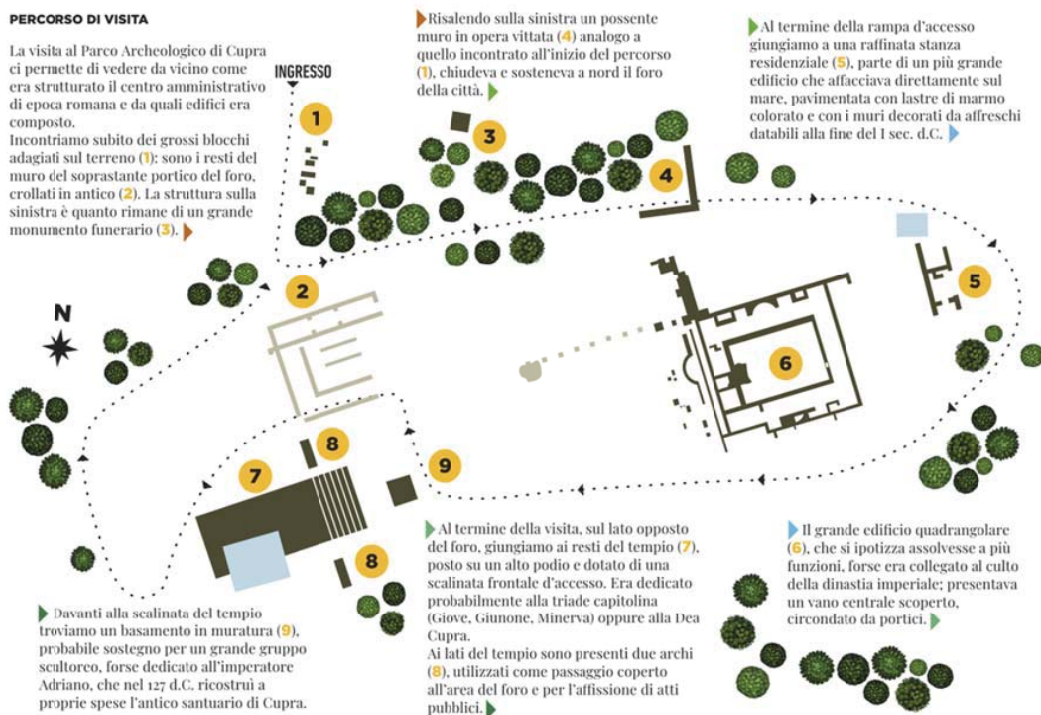 PERCORSO DI VISITA
La visita al Parco Archeologico di Cupra
ci permette di vedere da vicino come
era strutturato il centro amministrativo
di epoca romana e da quali edifici era
composto.
Incontriamo subito dei grossi blocchi
adagiati sul terreno (1): sono i resti del
muro del soprastante portico del foro,
crollati in antico (2). La struttura sulla
sinistra è quanto rimane di un grande
monumento funerario (3).
INGRESSO
Risalendo sulla sinistra un possente
muro in opera vittata (4) analogo a
quello incontrato all'inizio del percorso
(1), chiudeva e sosteneva a nord il foro
della città.
Al termine della rampa d'accesso
giungiamo a una raffinata stanza
residenziale (5), parte di un più grande
edificio che affacciava direttamente sul
mare, pavimentata con lastre di marmo
colorato e con i muri decorati da affreschi
databili alla fine del I sec. d.C.
1
3
4
2
5
N
6
8
7
9
8
Davanti alla scalinata del tempio
troviamo un basamento in muratura (9),
probabile sostegno per un grande gruppo
scultoreo, forse dedicato all'imperatore
Adriano, che nel 127 d.C. ricostruì a
proprie spese l'antico santuario di Cupra.
Al termine della visita, sul lato opposto
del foro, giungiamo ai resti del tempio (7),
posto su un alto podio e dotato di una
scalinata frontale d'accesso. Era dedicato
probabilmente alla triade capitolina
(Giove, Giunone, Minerva) oppure alla Dea
Cupra.
Ai lati del tempio sono presenti due archi
(8), utilizzati come passaggio coperto
all'area del foro e per l'affissione di atti
pubblici.
Il grande edificio quadrangolare
(6), che si ipotizza assolvesse a più
funzioni, forse era collegato al culto
della dinastia imperiale; presentava
un vano centrale scoperto,
circondato da portici.